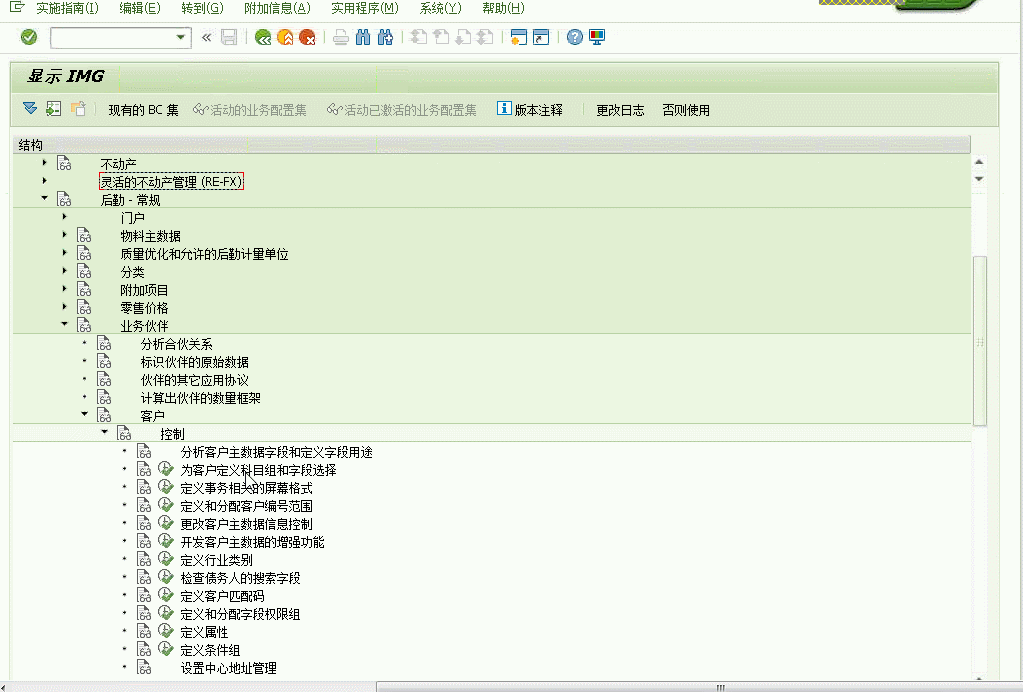 实施指南(I) 编辑(E) 转到(G) 附加信息(A) 实用程序(M) 系统(Y) 帮助(H)
显示 IMG
现有的 BC 集 活动的业务配置集 活动已激活的业务配置集 版本注释 更改日志 否则使用
结构
不动产
灵活的不动产管理 (RE-FX)
后勤 - 常规
门户
物料主数据
质量优化和允许的后勤计量单位
分类
附加项目
零售价格
业务伙伴
分析合伙关系
标识伙伴的原始数据
伙伴的其它应用协议
计算出伙伴的数量框架
客户
控制
分析客户主数据字段和定义字段用途
为客户定义科目组和字段选择
定义事务相关的屏幕格式
定义和分配客户编号范围
更改客户主数据信息控制
开发客户主数据的增强功能
定义行业类别
检查债务人的搜索字段
定义客户匹配码
定义和分配字段权限组
定义属性
定义条件组
设置中心地址管理